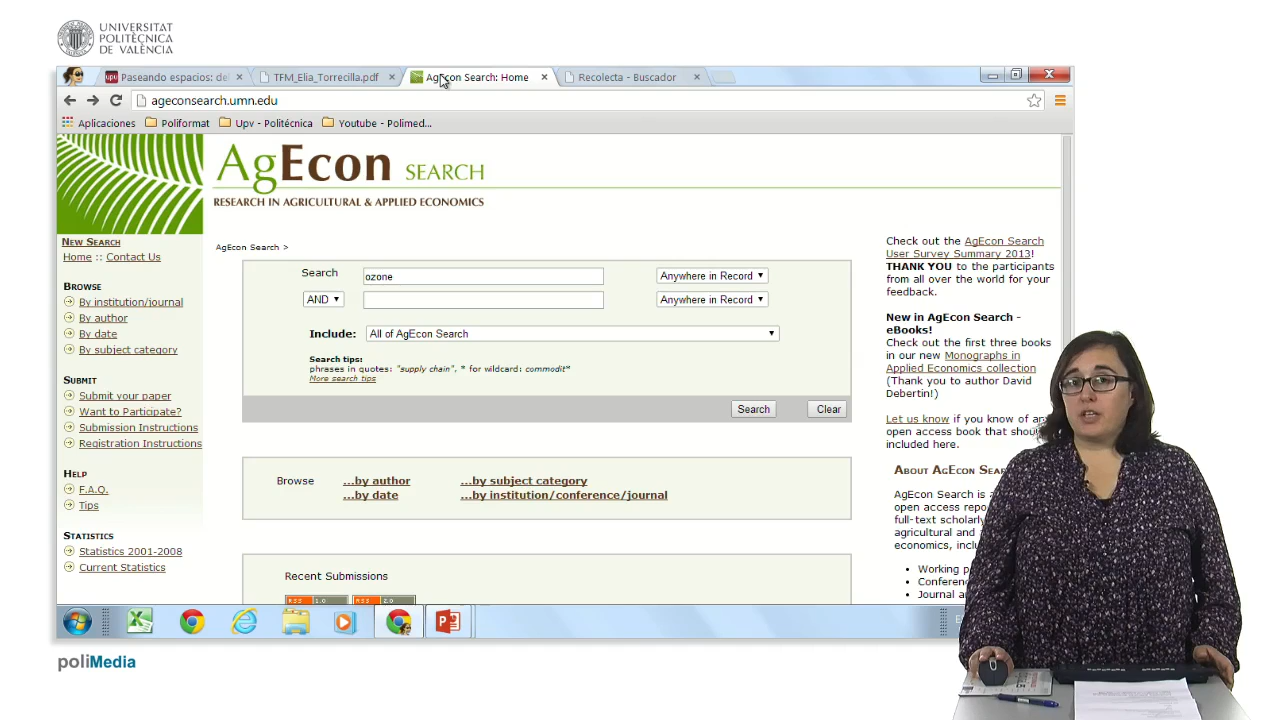 UNIVERSITAT
POLITÈCNICA
DE VALÈNCIA
upv Paseando espacios: del
TFM_Elia_Torrecilla.pdf
AgEcon Search: Home
Recolecta - Buscador
ageconsearch.umn.edu
Aplicaciones
Poliformat
Upv - Politécnica
Youtube - Polimed...
AgEcon SEARCH
RESEARCH IN AGRICULTURAL & APPLIED ECONOMICS
NEW SEARCH
Home :: Contact Us
BROWSE
By institution/journal
By author
By date
By subject category
SUBMIT
Submit your paper
Want to Participate?
Submission Instructions
Registration Instructions
HELP
F.A.Q.
Tips
STATISTICS
Statistics 2001-2008
Current Statistics
AgEcon Search >
Search ozone Anywhere in Record
AND Anywhere in Record
Include: All of AgEcon Search
Search tips:
phrases in quotes: "supply chain", * for wildcard: commodit*
More search tips
Search Clear
Browse ...by author ...by subject category
...by date ...by institution/conference/journal
Recent Submissions
RSS 1.0 RSS 2.0
Check out the AgEcon Search
User Survey Summary 2013!
THANK YOU to the participants
from all over the world for your
feedback.
New in AgEcon Search -
eBooks!
Check out the first three books
in our new Monographs in
Applied Economics collection
(Thank you to author David
Debertin!)
Let us know if you know of an
open access book that should
included here.
ABOUT AGECON SEA
AgEcon Search is a
open access repo
full-text scholarly
agricultural and a
economics, inclu
Working p
Conferenc
Journal a
poliMedia